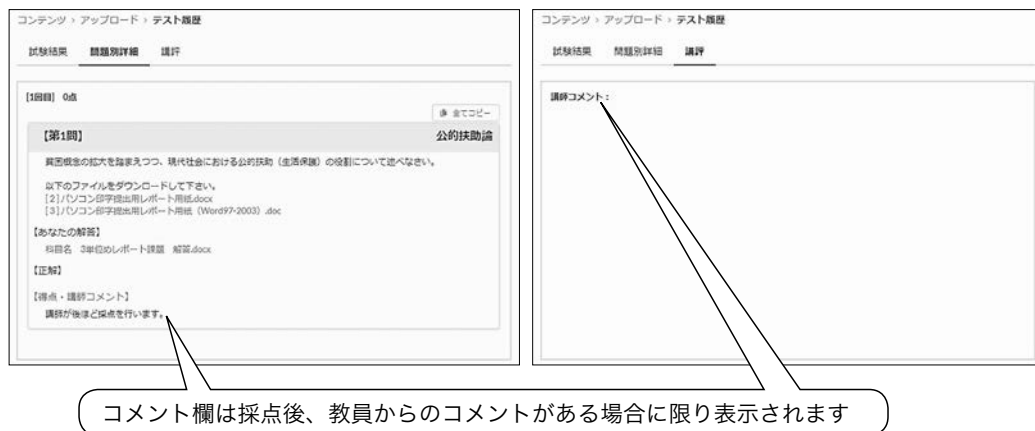 コンテンツ › アップロード › テスト履歴
試験結果 問題別詳細 講評
[1回目] 0点
全てコピー
【第1問】 公的扶助論
貧困概念の拡大を踏まえつつ、現代社会における公的扶助（生活保護）の役割について述べなさい。
以下のファイルをダウンロードして下さい。
[2]パソコン印字提出用レポート用紙.docx
[3]パソコン印字提出用レポート用紙（Word97-2003）.doc
【あなたの解答】
科目名 3単位めレポート課題 解答.docx
【正解】
【得点・講師コメント】
講師が後ほど採点を行います。
コンテンツ › アップロード › テスト履歴
試験結果 問題別詳細 講評
講師コメント：
コメント欄は採点後、教員からのコメントがある場合に限り表示されます